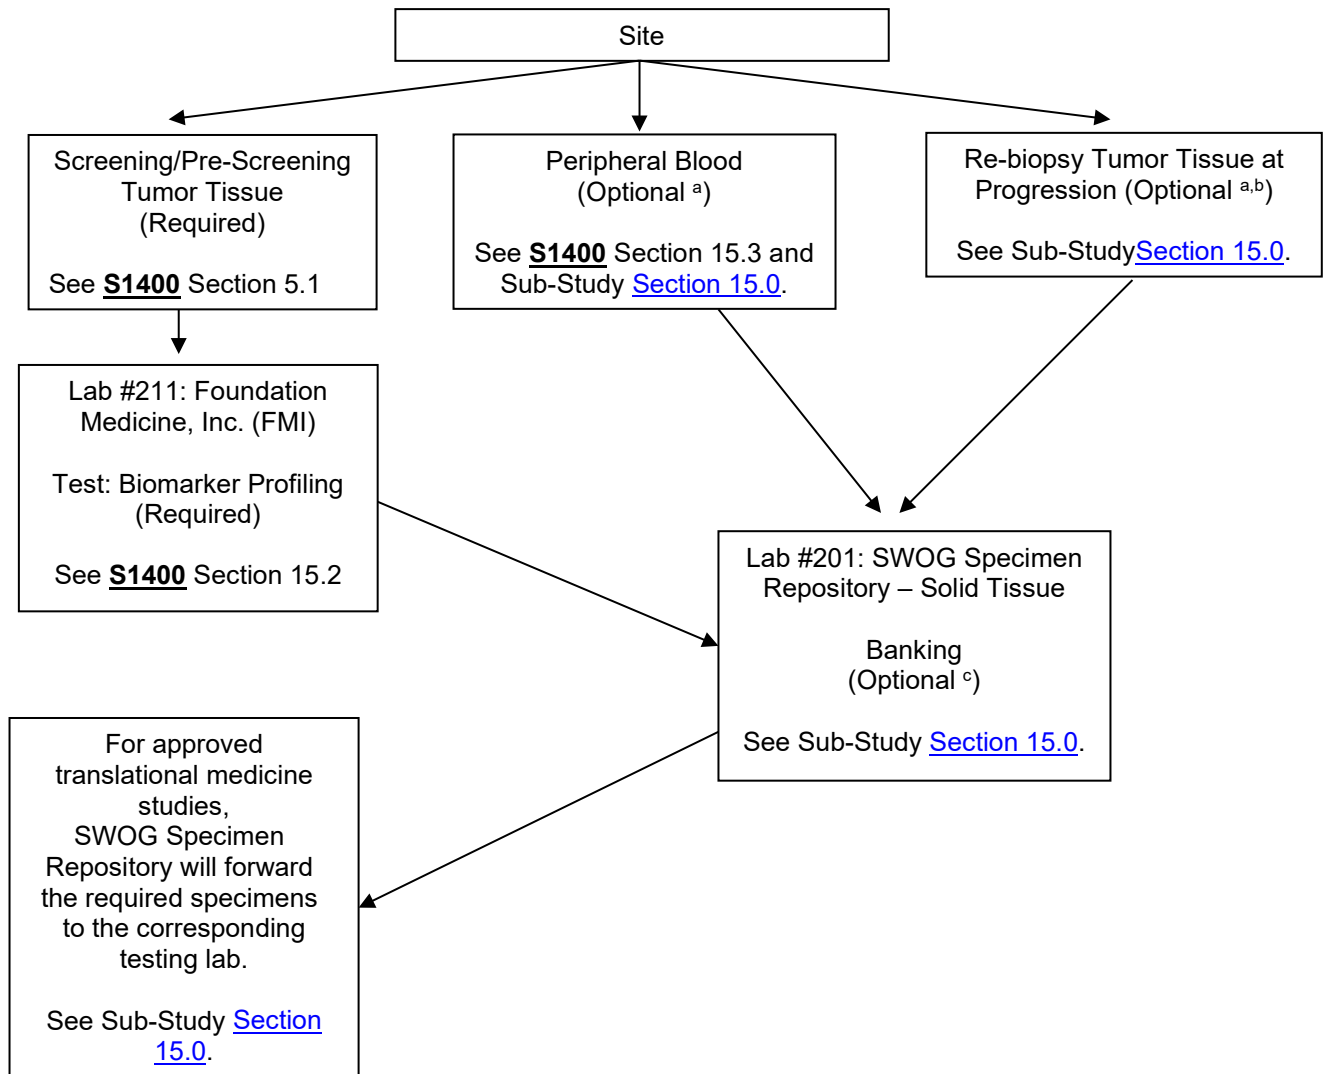 Site
Screening/Pre-Screening
Tumor Tissue
(Required)
See S1400 Section 5.1
Peripheral Blood
(Optional a)
See S1400 Section 15.3 and
Sub-Study Section 15.0.
Re-biopsy Tumor Tissue at
Progression (Optional a,b)
See Sub-StudySection 15.0.
Lab #211: Foundation
Medicine, Inc. (FMI)
Test: Biomarker Profiling
(Required)
See S1400 Section 15.2
Lab #201: SWOG Specimen
Repository – Solid Tissue
Banking
(Optional c)
See Sub-Study Section 15.0.
For approved
translational medicine
studies,
SWOG Specimen
Repository will forward
the required specimens
to the corresponding
testing lab.
See Sub-Study Section
15.0.